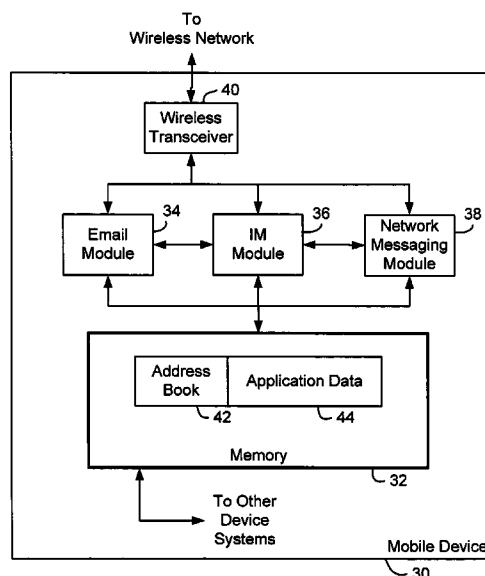 To
Wireless Network
40
Wireless
Transceiver
34
Email
Module
36
IM
Module
38
Network
Messaging
Module
Address
Book
Application Data
42
44
Memory
32
To Other
Device
Systems
Mobile Device
30